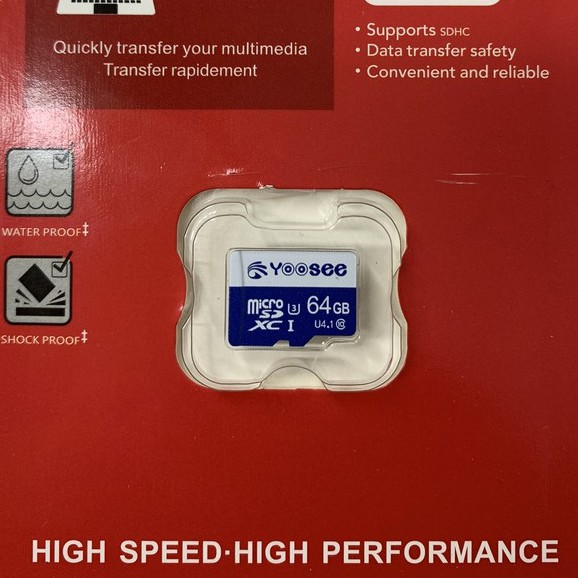 Quickly transfer your multimedia
Transfer rapidement
• Supports SDHC
• Data transfer safety
• Convenient and reliable
WATER PROOF‡
SHOCK PROOF‡
YOOSEE
micro SD XC I U3 64GB
U4.1 10
HIGH SPEED·HIGH PERFORMANCE